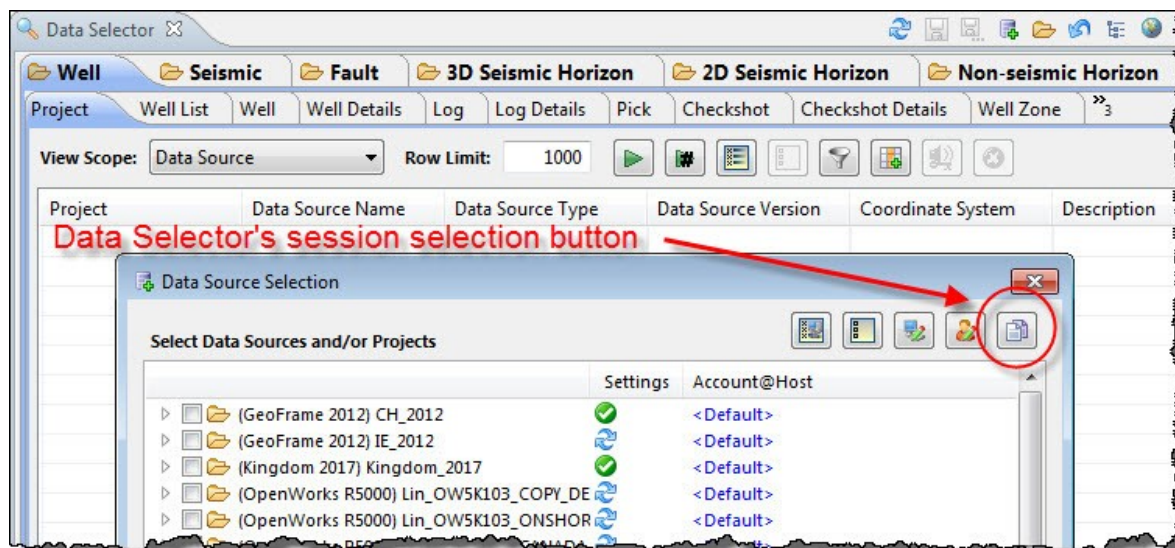 Data Selector
Well Seismic Fault 3D Seismic Horizon 2D Seismic Horizon Non-seismic Horizon
Project Well List Well Well Details Log Log Details Pick Checkshot Checkshot Details Well Zone »3
View Scope: Data Source Row Limit: 1000
Project Data Source Name Data Source Type Data Source Version Coordinate System Description
Data Selector's session selection button
Data Source Selection
Select Data Sources and/or Projects
Settings Account@Host
(GeoFrame 2012) CH_2012 <Default>
(GeoFrame 2012) IE_2012 <Default>
(Kingdom 2017) Kingdom_2017 <Default>
(OpenWorks R5000) Lin_OW5K103_COPY_DE <Default>
(OpenWorks R5000) Lin_OW5K103_ONSHOR <Default>